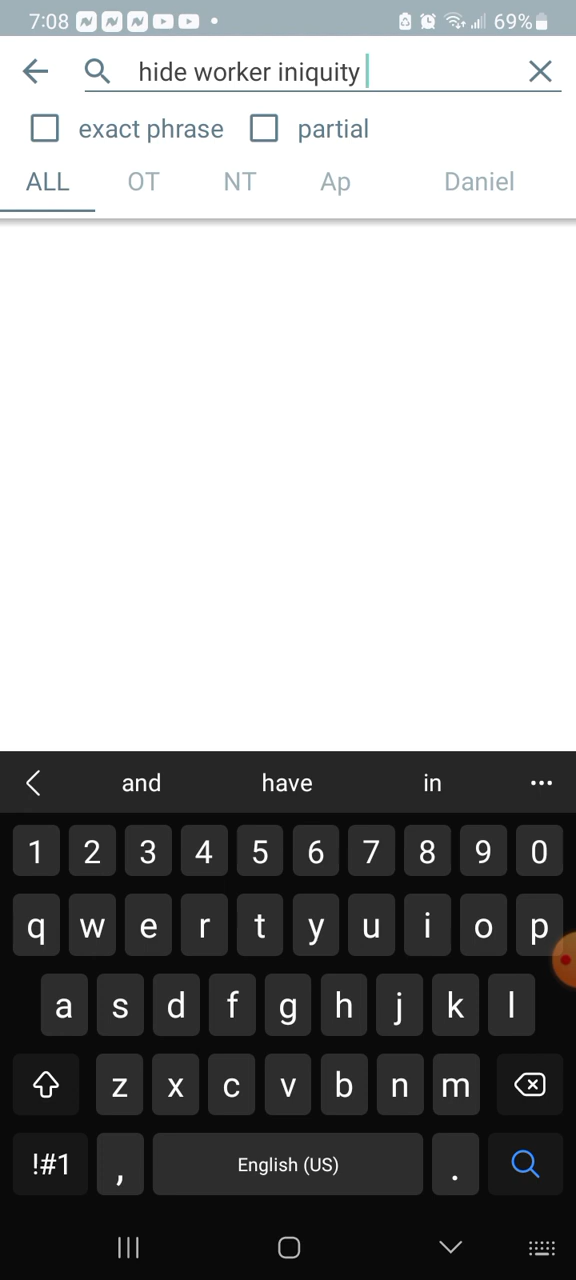 7:08 69%
hide worker iniquity
exact phrase partial
ALL OT NT Ap Daniel
and have in ...
1 2 3 4 5 6 7 8 9 0
q w e r t y u i o p
a s d f g h j k l
z x c v b n m
!#1 , English (US) .